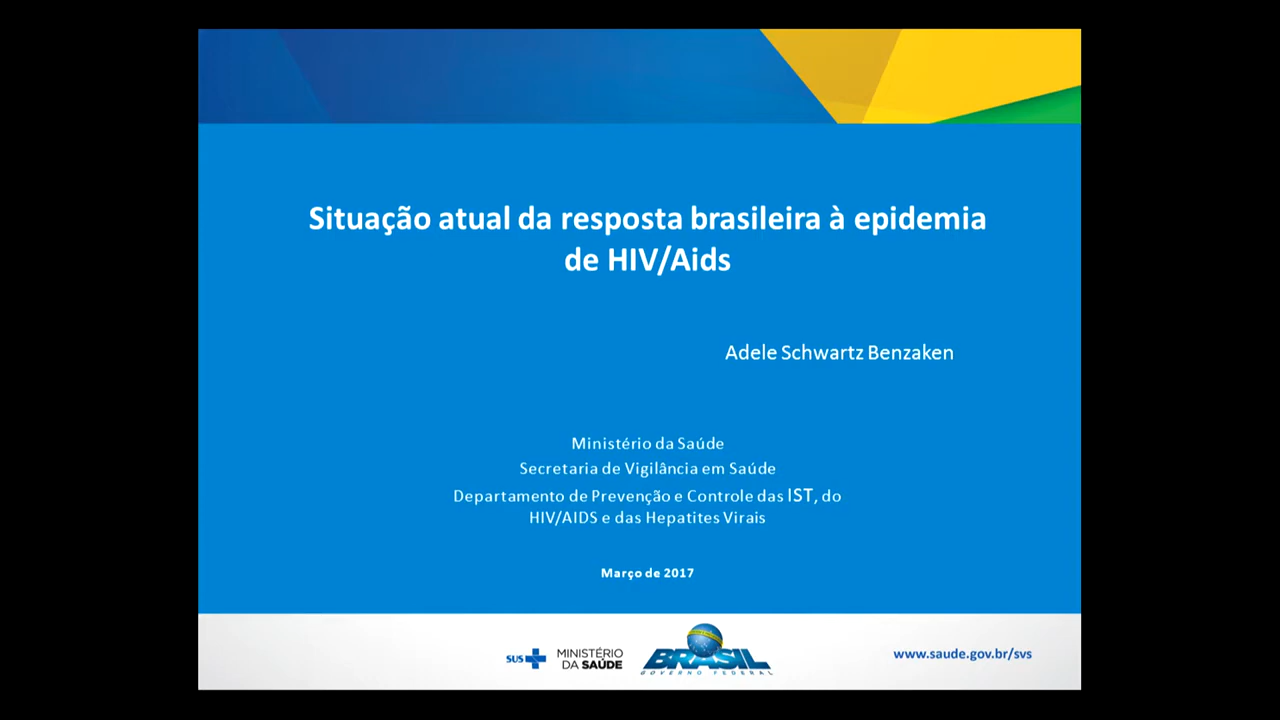 Situação atual da resposta brasileira à epidemia
de HIV/Aids
Adele Schwartz Benzaken
Ministério da Saúde
Secretaria de Vigilância em Saúde
Departamento de Prevenção e Controle das IST, do
HIV/AIDS e das Hepatites Virais
Março de 2017
SUS
MINISTÉRIO
DA SAÚDE
BRASIL
GOVERNO FEDERAL
www.saude.gov.br/svs